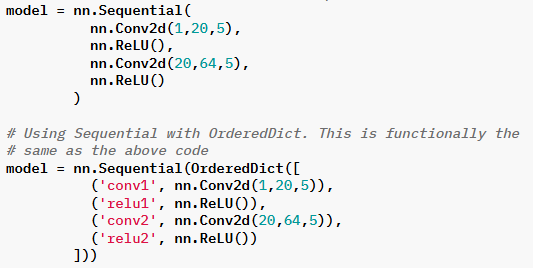 model = nn.Sequential(
          nn.Conv2d(1,20,5),
          nn.ReLU(),
          nn.Conv2d(20,64,5),
          nn.ReLU()
        )
# Using Sequential with OrderedDict. This is functionally the
# same as the above code
model = nn.Sequential(OrderedDict([
          ('conv1', nn.Conv2d(1,20,5)),
          ('relu1', nn.ReLU()),
          ('conv2', nn.Conv2d(20,64,5)),
          ('relu2', nn.ReLU())
        ]))